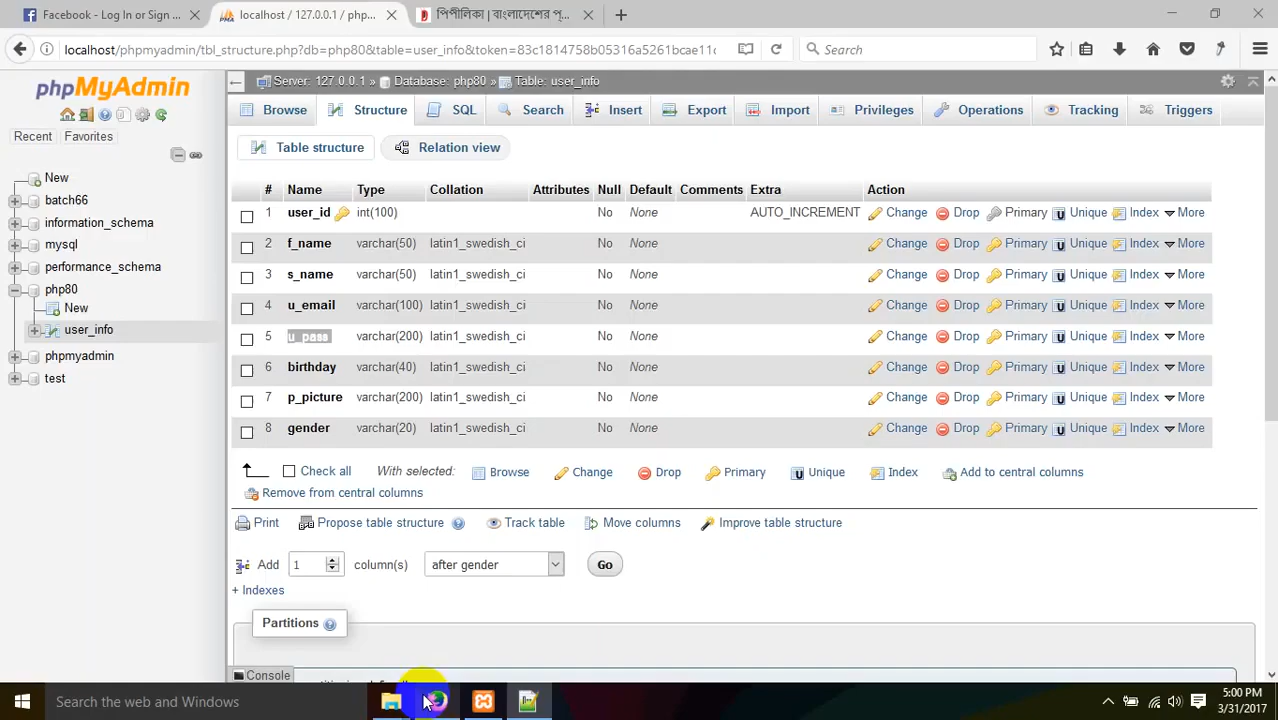 Facebook - Log In or Sign ...
localhost / 127.0.0.1 / php80
পিপীলিকা | বাংলাদেশের প্...
localhost/phpmyadmin/tbl_structure.php?db=php80&table=user_info&token=83c1814758b05316a5261bcae11c
Search
phpMyAdmin
Recent
Favorites
New
batch66
information_schema
mysql
performance_schema
php80
New
user_info
phpmyadmin
test
Server: 127.0.0.1 » Database: php80 » Table: user_info
Browse Structure SQL Search Insert Export Import Privileges Operations Tracking Triggers
Table structure Relation view
# Name Type Collation Attributes Null Default Comments Extra Action
1 user_id int(100) No None AUTO_INCREMENT Change Drop Primary Unique Index More
2 f_name varchar(50) latin1_swedish_ci No None Change Drop Primary Unique Index More
3 s_name varchar(50) latin1_swedish_ci No None Change Drop Primary Unique Index More
4 u_email varchar(100) latin1_swedish_ci No None Change Drop Primary Unique Index More
5 u_pass varchar(200) latin1_swedish_ci No None Change Drop Primary Unique Index More
6 birthday varchar(40) latin1_swedish_ci No None Change Drop Primary Unique Index More
7 p_picture varchar(200) latin1_swedish_ci No None Change Drop Primary Unique Index More
8 gender varchar(20) latin1_swedish_ci No None Change Drop Primary Unique Index More
Check all With selected: Browse Change Drop Primary Unique Index Add to central columns
Remove from central columns
Print Propose table structure Track table Move columns Improve table structure
Add 1 column(s) after gender Go
+ Indexes
Partitions
Console
Search the web and Windows
5:00 PM
3/31/2017